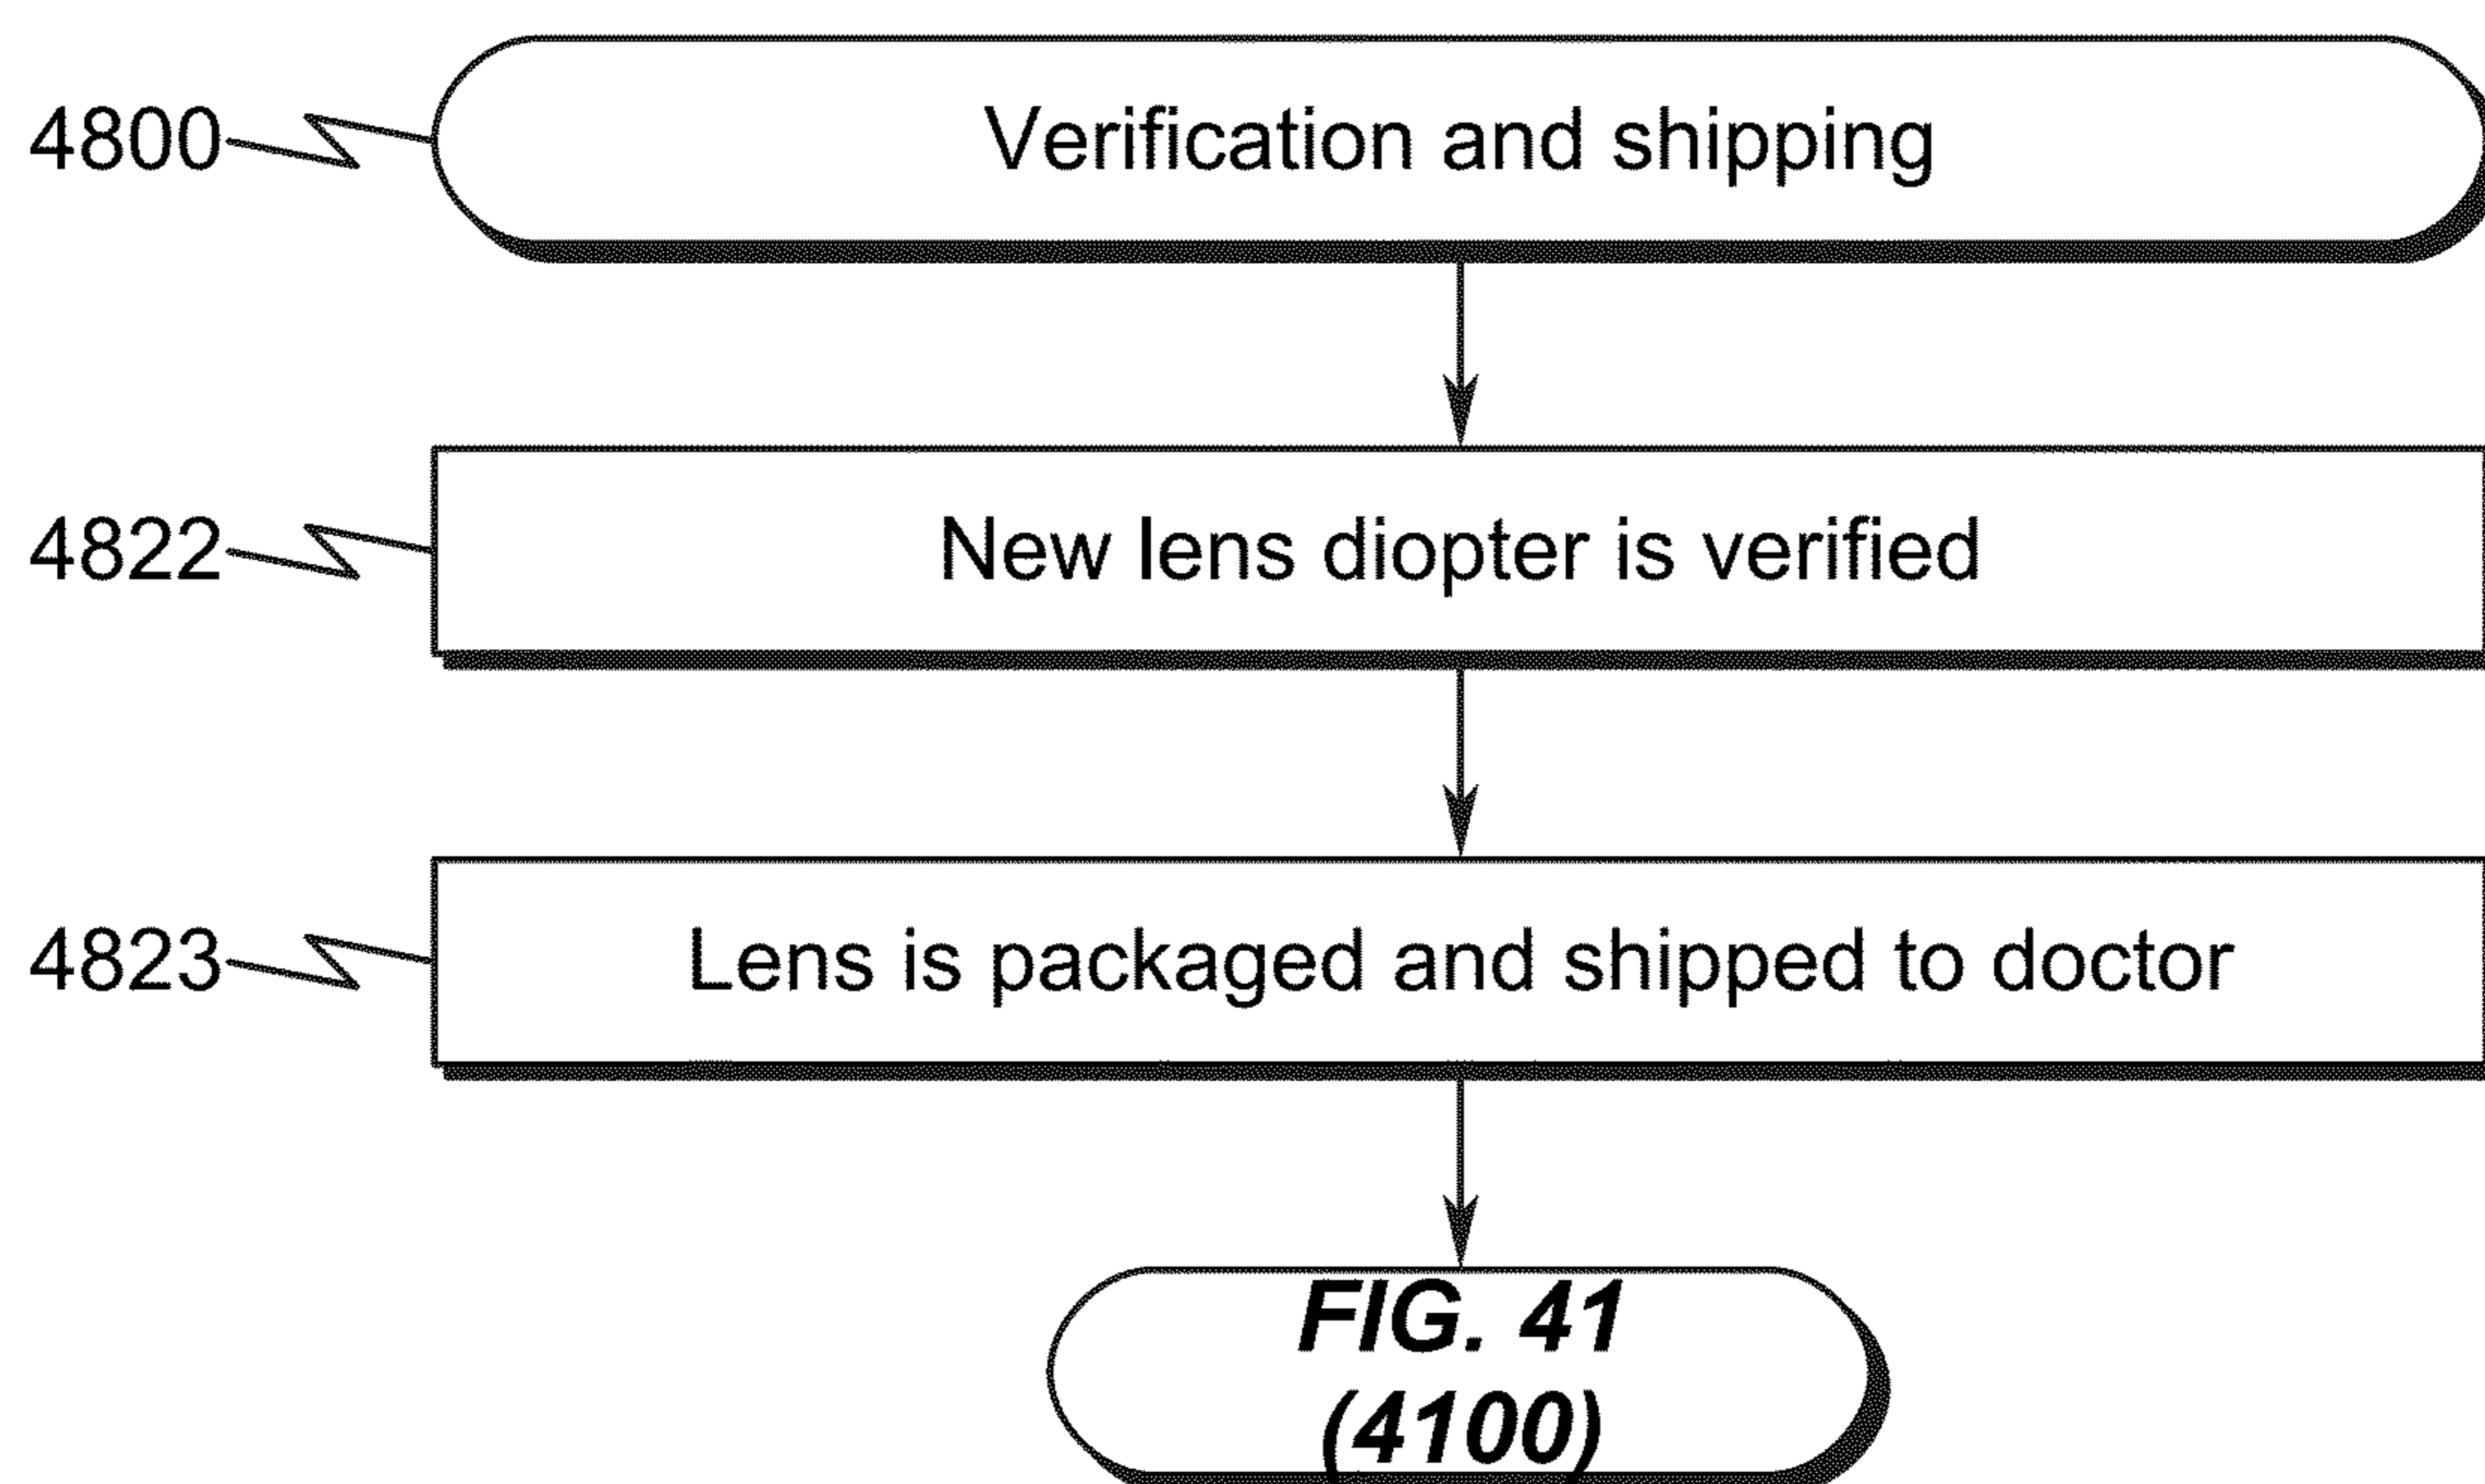 4800
Verification and shipping
4822
New lens diopter is verified
4823
Lens is packaged and shipped to doctor
FIG. 41
(4100)